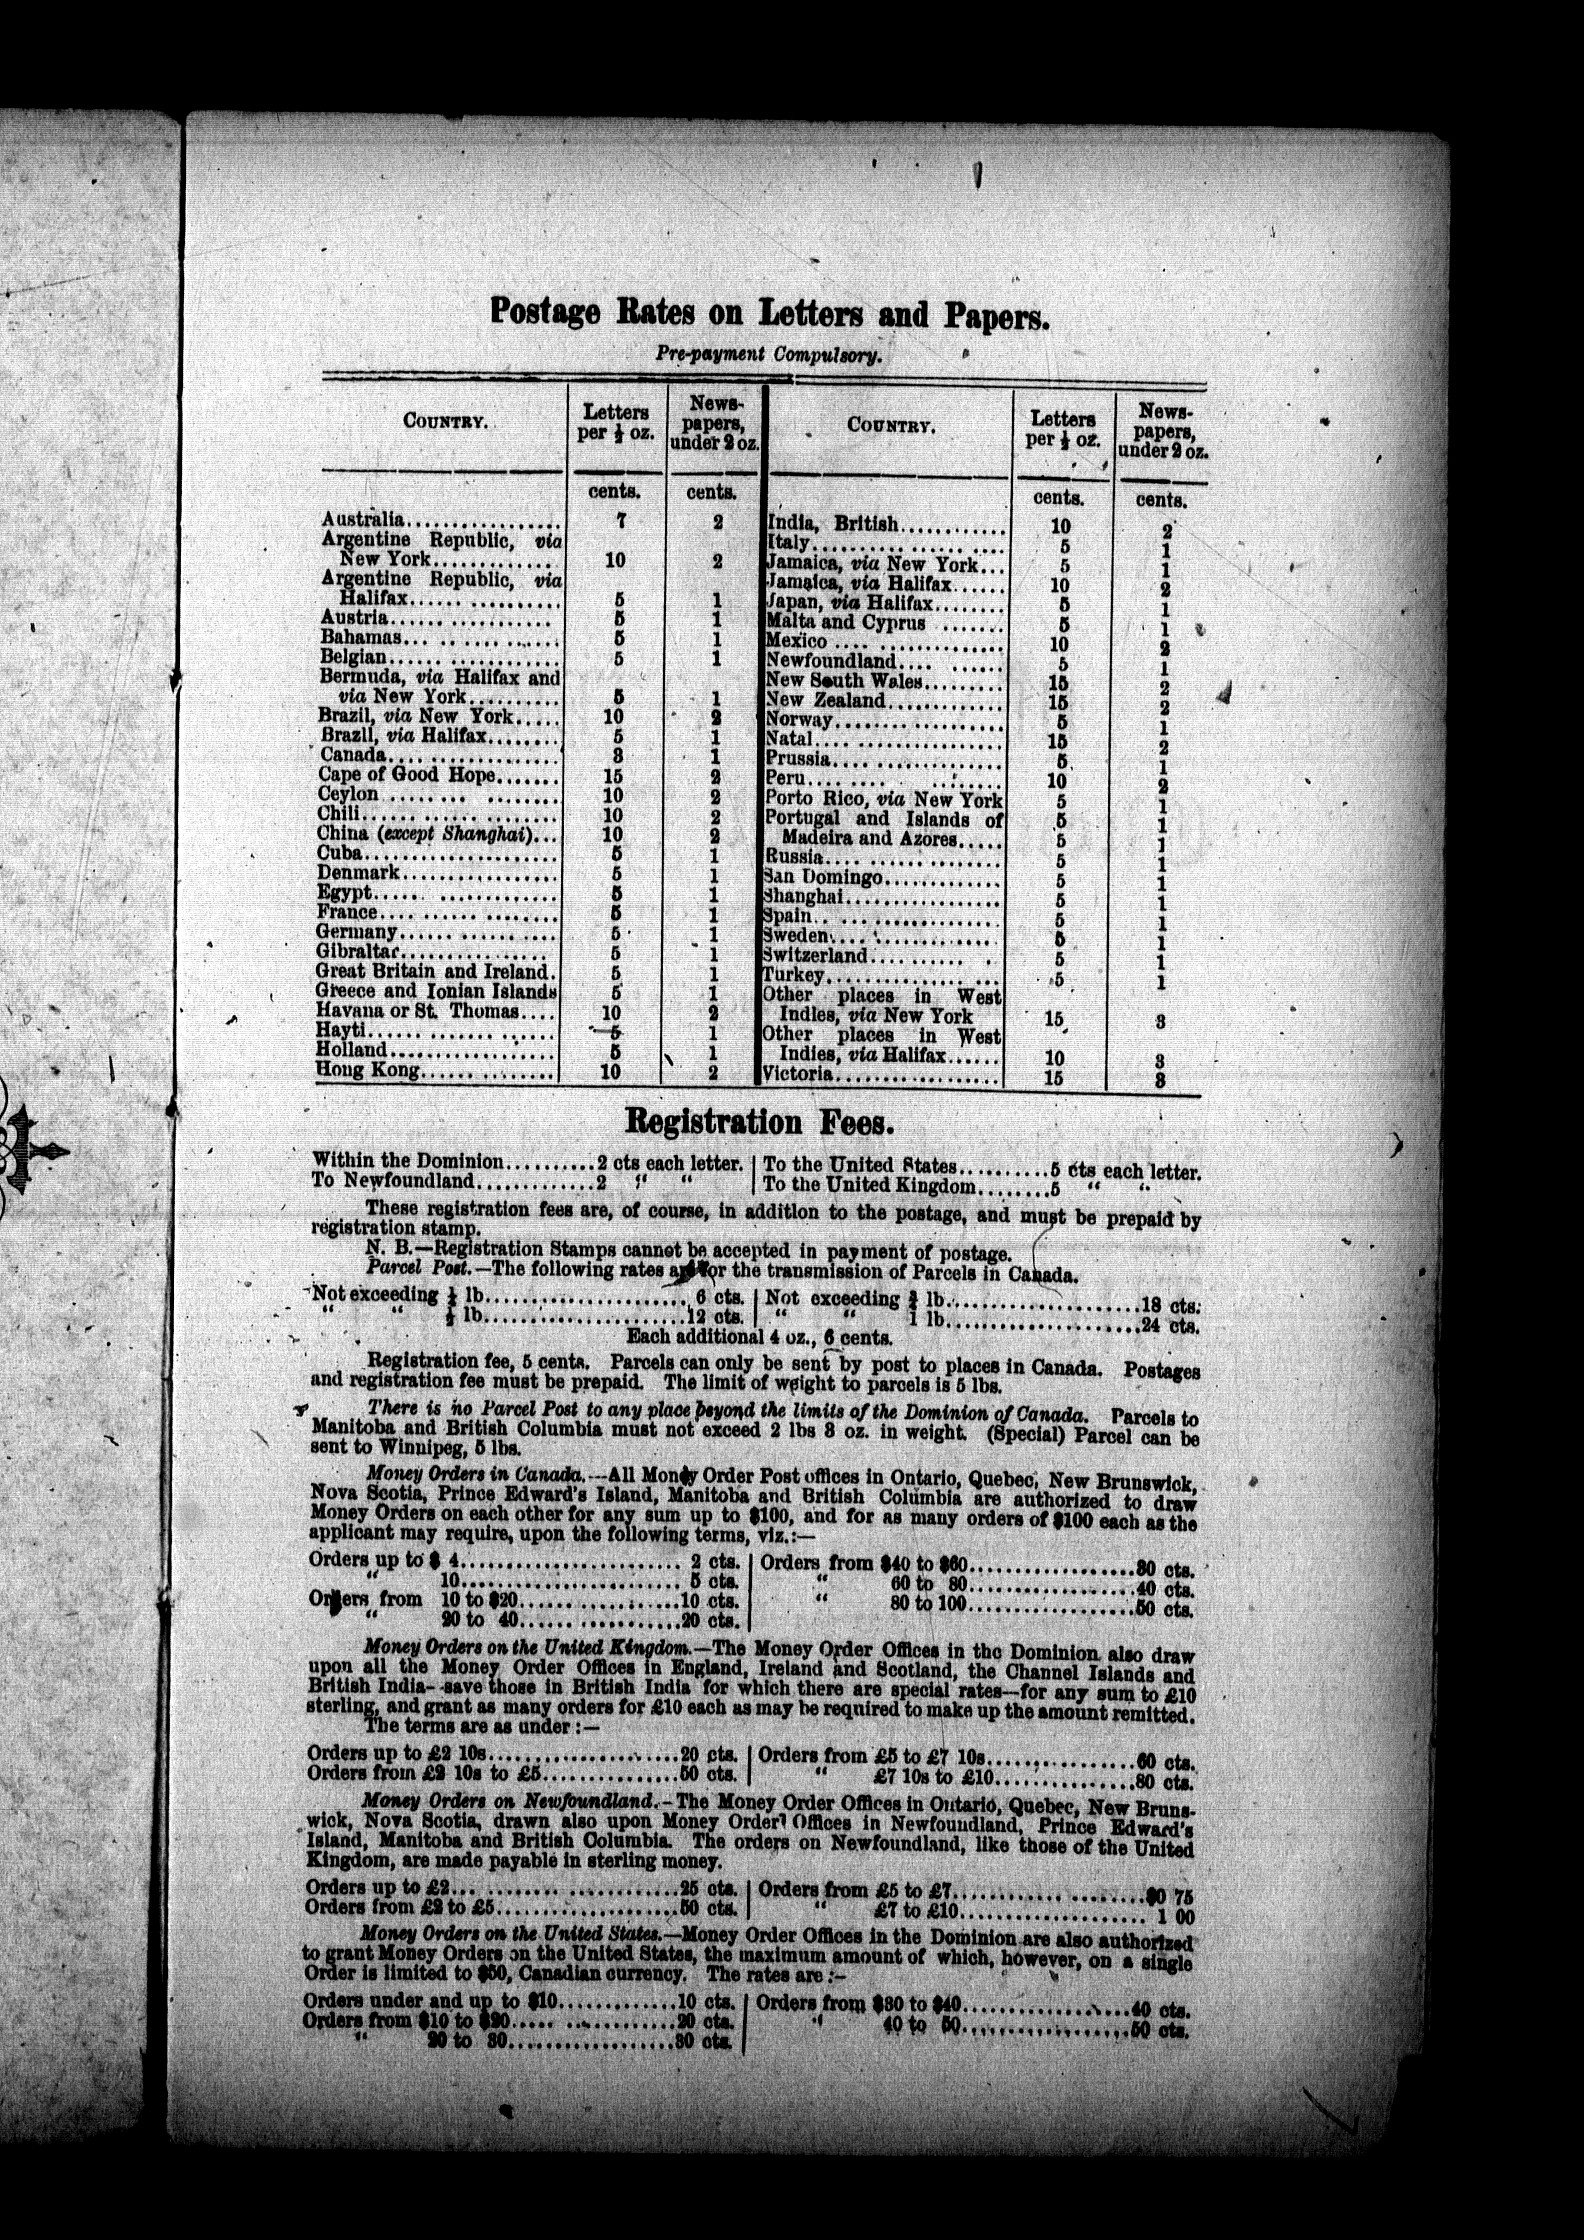 Postage Rates on Letters and Papers.
Pre-payment Compulsory.
COUNTRY. Letters per ½ oz. News-papers, under 2 oz.
cents. cents.
Australia................. 7 2
Argentine Republic, via
New York............. 10 2
Argentine Republic, via
Halifax...... .......... 5 1
Austria...... ............ 5 1
Bahamas... .. ..... ...... 5 1
Belgian...... ............ 5 1
Bermuda, via Halifax and
via New York.......... 5 1
Brazil, via New York..... 10 2
Brazil, via Halifax........ 5 1
Canada.... .............. 3 1
Cape of Good Hope....... 15 2
Ceylon ..... ... ........ 10 2
Chili...... ...... ........ 10 2
China (except Shanghai)... 10 2
Cuba..................... 5 1
Denmark................. 5 1
Egypt...... ............. 5 1
France.... ...... ........ 5 1
Germany...... ....... .... 5 1
Gibraltar................ 5 1
Great Britain and Ireland. 5 1
Greece and Ionian Islands 5 1
Havana or St. Thomas.... 10 2
Hayti...... ....... ...... 5 1
Holland.................. 5 1
Hong Kong...... ........ 10 2
COUNTRY. Letters per ½ oz. News-papers, under 2 oz.
cents. cents.
India, British........... 10 2
Italy.......... ...... .... 5 1
Jamaica, via New York... 5 1
Jamaica, via Halifax...... 10 2
Japan, via Halifax........ 5 1
Malta and Cyprus ....... 5 1
Mexico .... .............. 10 2
Newfoundland.... ...... 5 1
New South Wales......... 15 2
New Zealand............. 15 2
Norway........ .......... 5 1
Natal.... ................ 15 2
Prussia.... .............. 5 1
Peru.... .... ........ 10 2
Porto Rico, via New York 5 1
Portugal and Islands of 5 1
Madeira and Azores..... 5 1
Russia.... .............. 5 1
San Domingo............. 5 1
Shanghai................. 5 1
Spain.. ... .............. 5 1
Sweden.... ............. 5 1
Switzerland.... ...... . 5 1
Turkey.............. .... 5 1
Other places in West
Indies, via New York 15 3
Other places in West
Indies, via Halifax...... 10 3
Victoria.................. 15 3
Registration Fees.
Within the Dominion..........2 cts each letter. | To the United States..........5 cts each letter.
To Newfoundland.............2 " " | To the United Kingdom........5 " "
These registration fees are, of course, in addition to the postage, and must be prepaid by
registration stamp.
N. B.—Registration Stamps cannot be accepted in payment of postage.
Parcel Post.—The following rates are for the transmission of Parcels in Canada.
Not exceeding ¼ lb....................... 6 cts. | Not exceeding ¾ lb......................18 cts.
" " ½ lb.......................12 cts. | " " 1 lb......................24 cts.
Each additional 4 oz., 6 cents.
Registration fee, 5 cents. Parcels can only be sent by post to places in Canada. Postages
and registration fee must be prepaid. The limit of weight to parcels is 5 lbs.
There is no Parcel Post to any place beyond the limits of the Dominion of Canada. Parcels to
Manitoba and British Columbia must not exceed 2 lbs 3 oz. in weight. (Special) Parcel can be
sent to Winnipeg, 5 lbs.
Money Orders in Canada.—All Money Order Post offices in Ontario, Quebec, New Brunswick,
Nova Scotia, Prince Edward's Island, Manitoba and British Columbia are authorized to draw
Money Orders on each other for any sum up to $100, and for as many orders of $100 each as the
applicant may require, upon the following terms, viz.:—
Orders up to $ 4........................ 2 cts. | Orders from $40 to $60..................30 cts.
" 10........................ 5 cts. | " 60 to 80..................40 cts.
Orders from 10 to $20..................10 cts. | " 80 to 100..................50 cts.
" 20 to 40...... ...........20 cts. |
Money Orders on the United Kingdom.—The Money Order Offices in the Dominion also draw
upon all the Money Order Offices in England, Ireland and Scotland, the Channel Islands and
British India--save those in British India for which there are special rates—for any sum to £10
sterling, and grant as many orders for £10 each as may be required to make up the amount remitted.
The terms are as under :—
Orders up to £2 10s.....................20 cts. | Orders from £5 to £7 10s................60 cts.
Orders from £2 10s to £5...............50 cts. | " £7 10s to £10...............80 cts.
Money Orders on Newfoundland.-The Money Order Offices in Ontario, Quebec, New Bruns-
wick, Nova Scotia, drawn also upon Money Order Offices in Newfoundland, Prince Edward's
Island, Manitoba and British Columbia. The orders on Newfoundland, like those of the United
Kingdom, are made payable in sterling money.
Orders up to £2... ......... ............25 cts. | Orders from £5 to £7............ ........$0 75
Orders from £2 to £5....................50 cts. | " £7 to £10.................... 1 00
Money Orders on the United States.—Money Order Offices in the Dominion are also authorized
to grant Money Orders on the United States, the maximum amount of which, however, on a single
Order is limited to $50, Canadian currency. The rates are :-
Orders under and up to $10.............10 cts. | Orders from $30 to $40..................40 cts.
Orders from $10 to $20..... ............20 cts. | " 40 to 50..................50 cts.
" 20 to 30..................30 cts. |